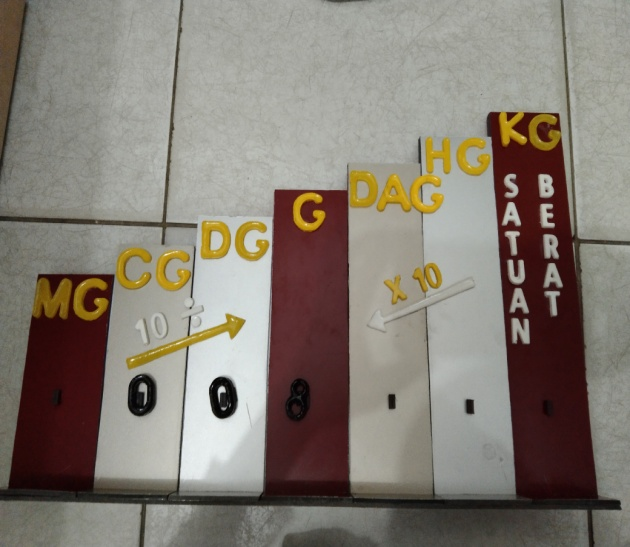 MG CG DG G DAG HG KG
SATUAN
BERAT
10 ÷
X 10
0 0 8